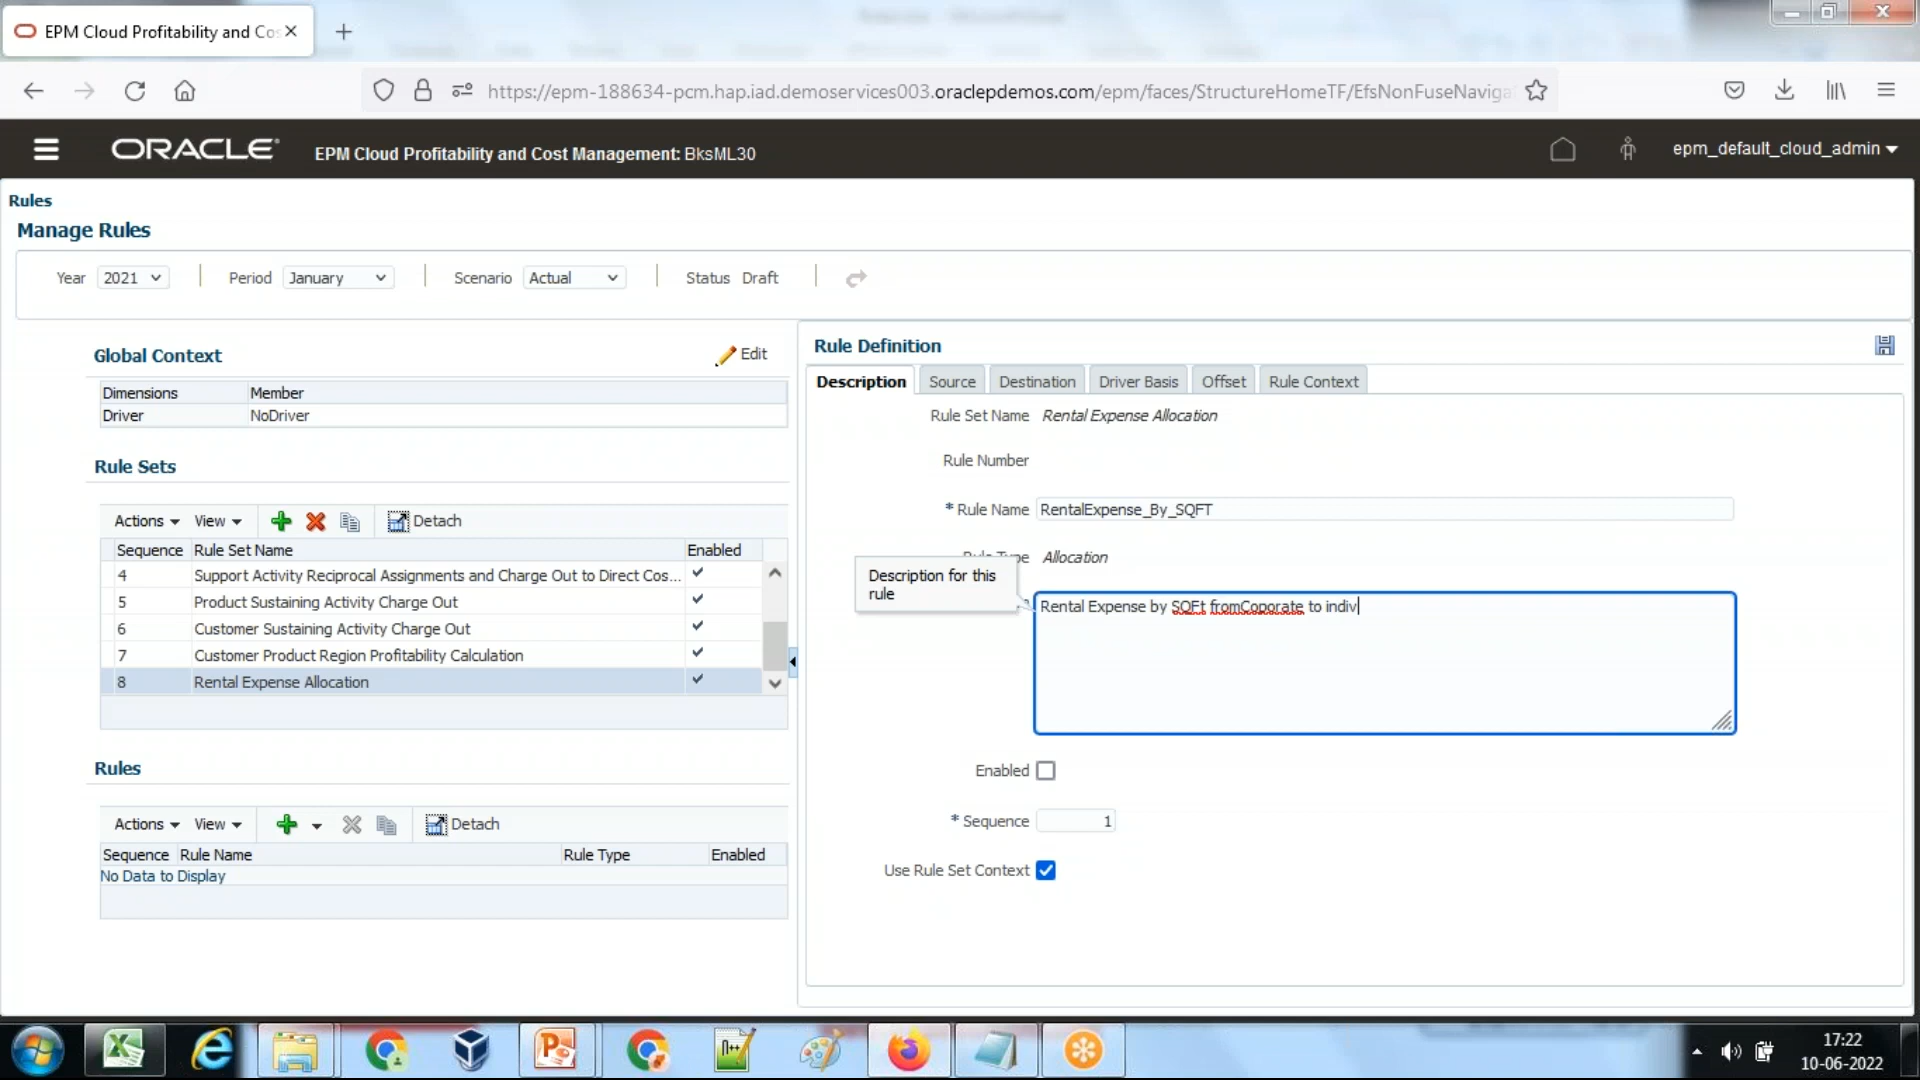 EPM Cloud Profitability and Cos
https://epm-188634-pcm.hap.iad.demoservices003.oraclepdemos.com/epm/faces/StructureHomeTF/EfsNonFuseNaviga
ORACLE EPM Cloud Profitability and Cost Management: BksML30 epm_default_cloud_admin
Rules
Manage Rules
Year 2021 Period January Scenario Actual Status Draft
Global Context Edit
Dimensions Member
Driver NoDriver
Rule Sets
Actions View Detach
Sequence Rule Set Name Enabled
4 Support Activity Reciprocal Assignments and Charge Out to Direct Cos...
5 Product Sustaining Activity Charge Out
6 Customer Sustaining Activity Charge Out
7 Customer Product Region Profitability Calculation
8 Rental Expense Allocation
Rules
Actions View Detach
Sequence Rule Name Rule Type Enabled
No Data to Display
Rule Definition
Description Source Destination Driver Basis Offset Rule Context
Rule Set Name Rental Expense Allocation
Rule Number
* Rule Name RentalExpense_By_SQFT
Rule Type Allocation
Description for this
rule
Rental Expense by SQFt fromCoporate to indiv
Enabled
* Sequence 1
Use Rule Set Context
17:22
10-06-2022